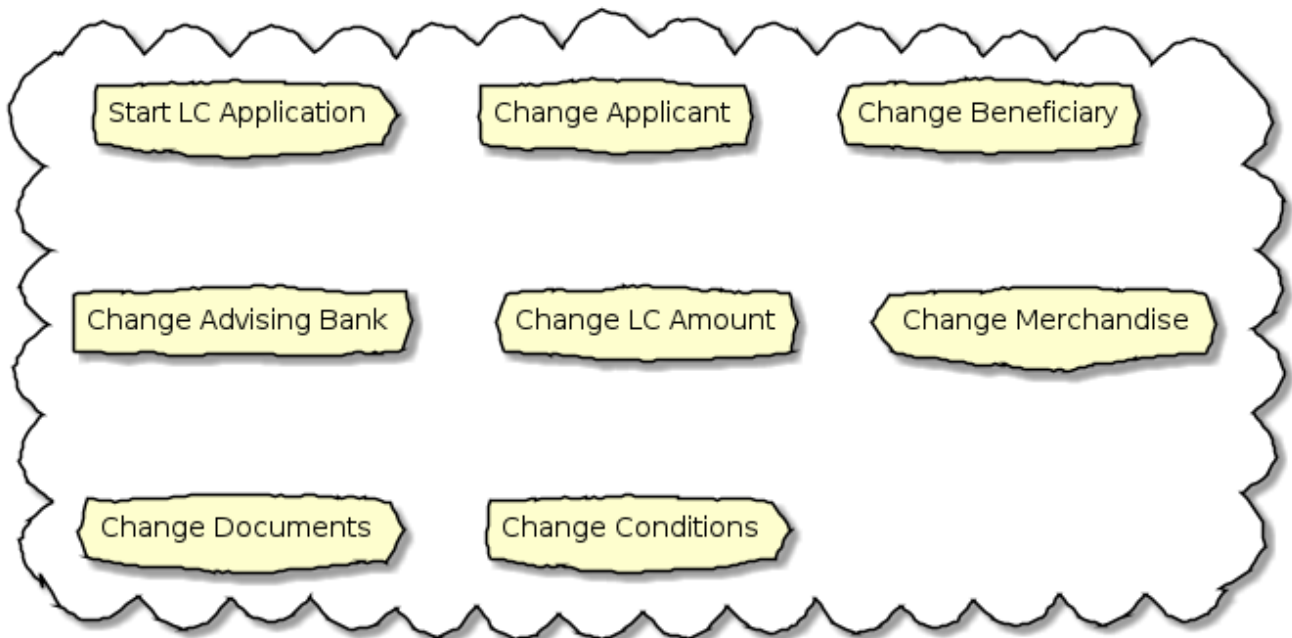 Start LC Application
Change Applicant
Change Beneficiary
Change Advising Bank
Change LC Amount
Change Merchandise
Change Documents
Change Conditions